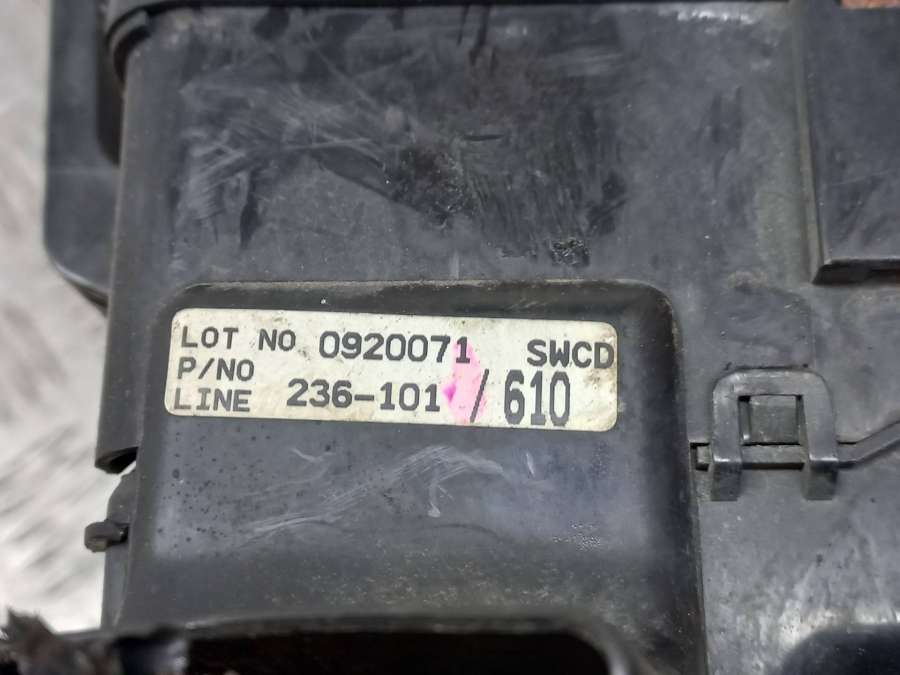 LOT NO 0920071 SWCD
P/NO
LINE 236-101 / 610